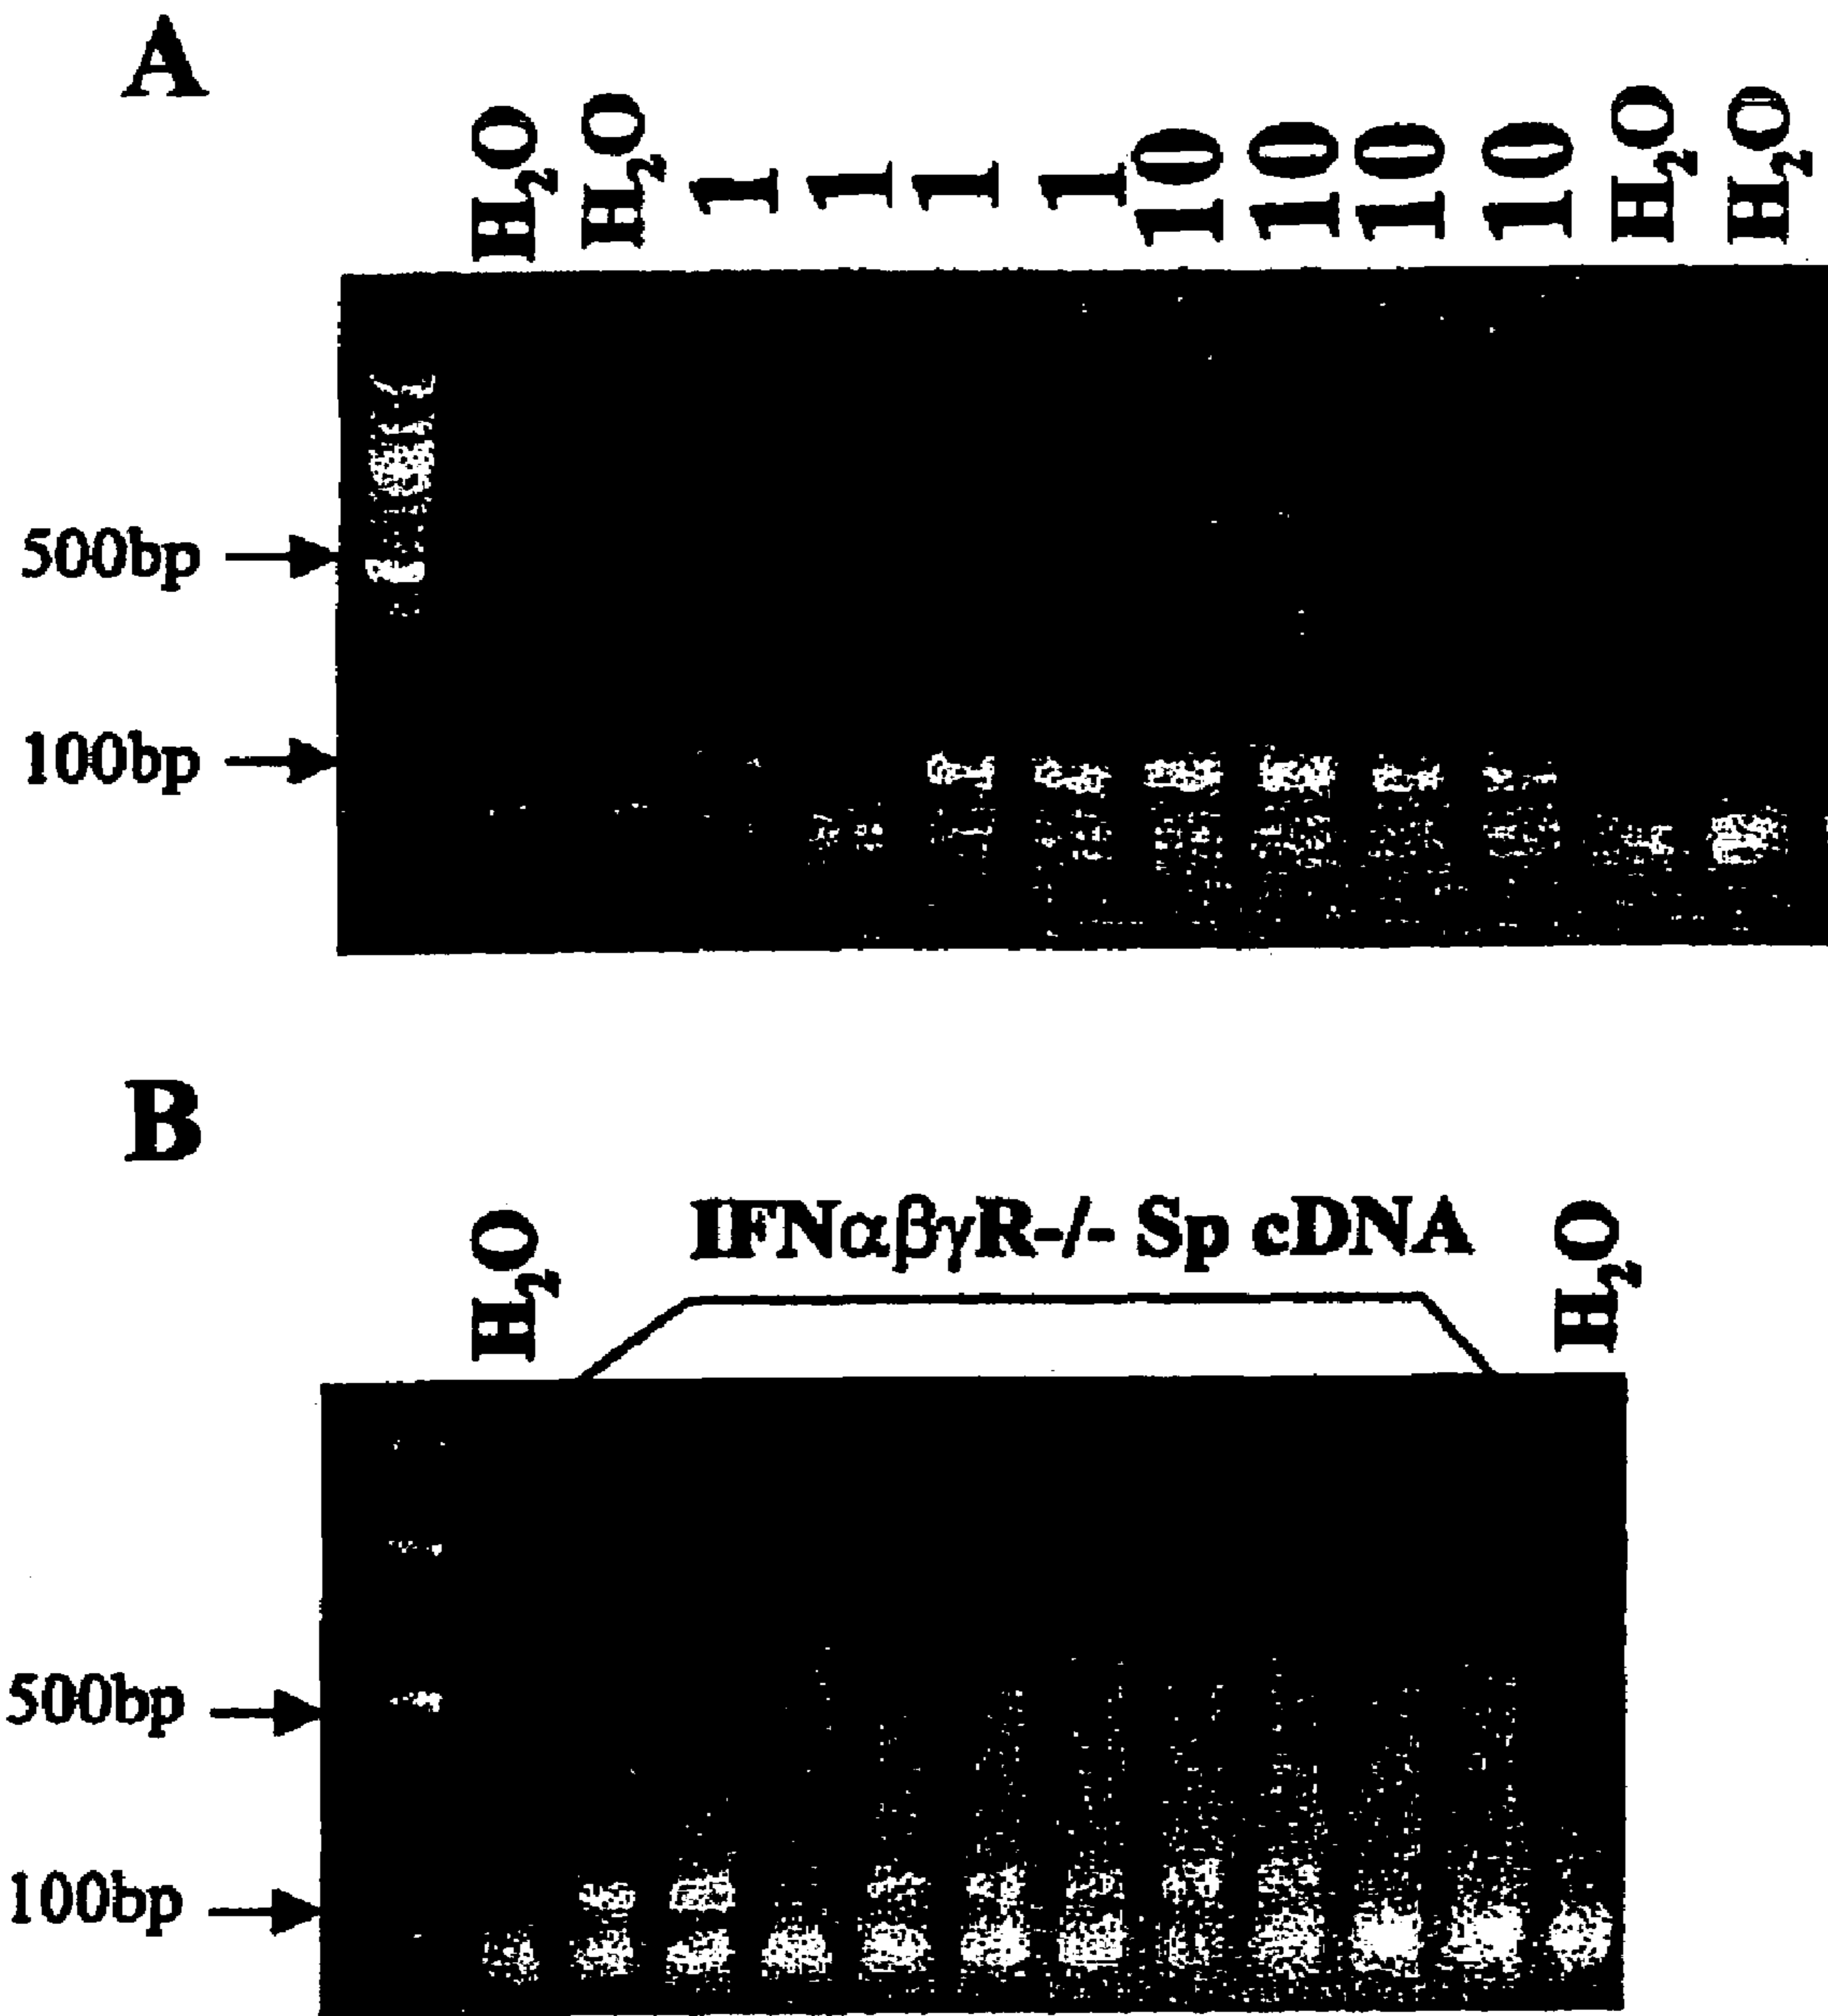 A
H₂O H₂O 1 1 1 1 10 10 10 10 H₂O H₂O
500bp
100bp
B
H₂O IFNαβγR-/- Sp cDNA H₂O
500bp
100bp